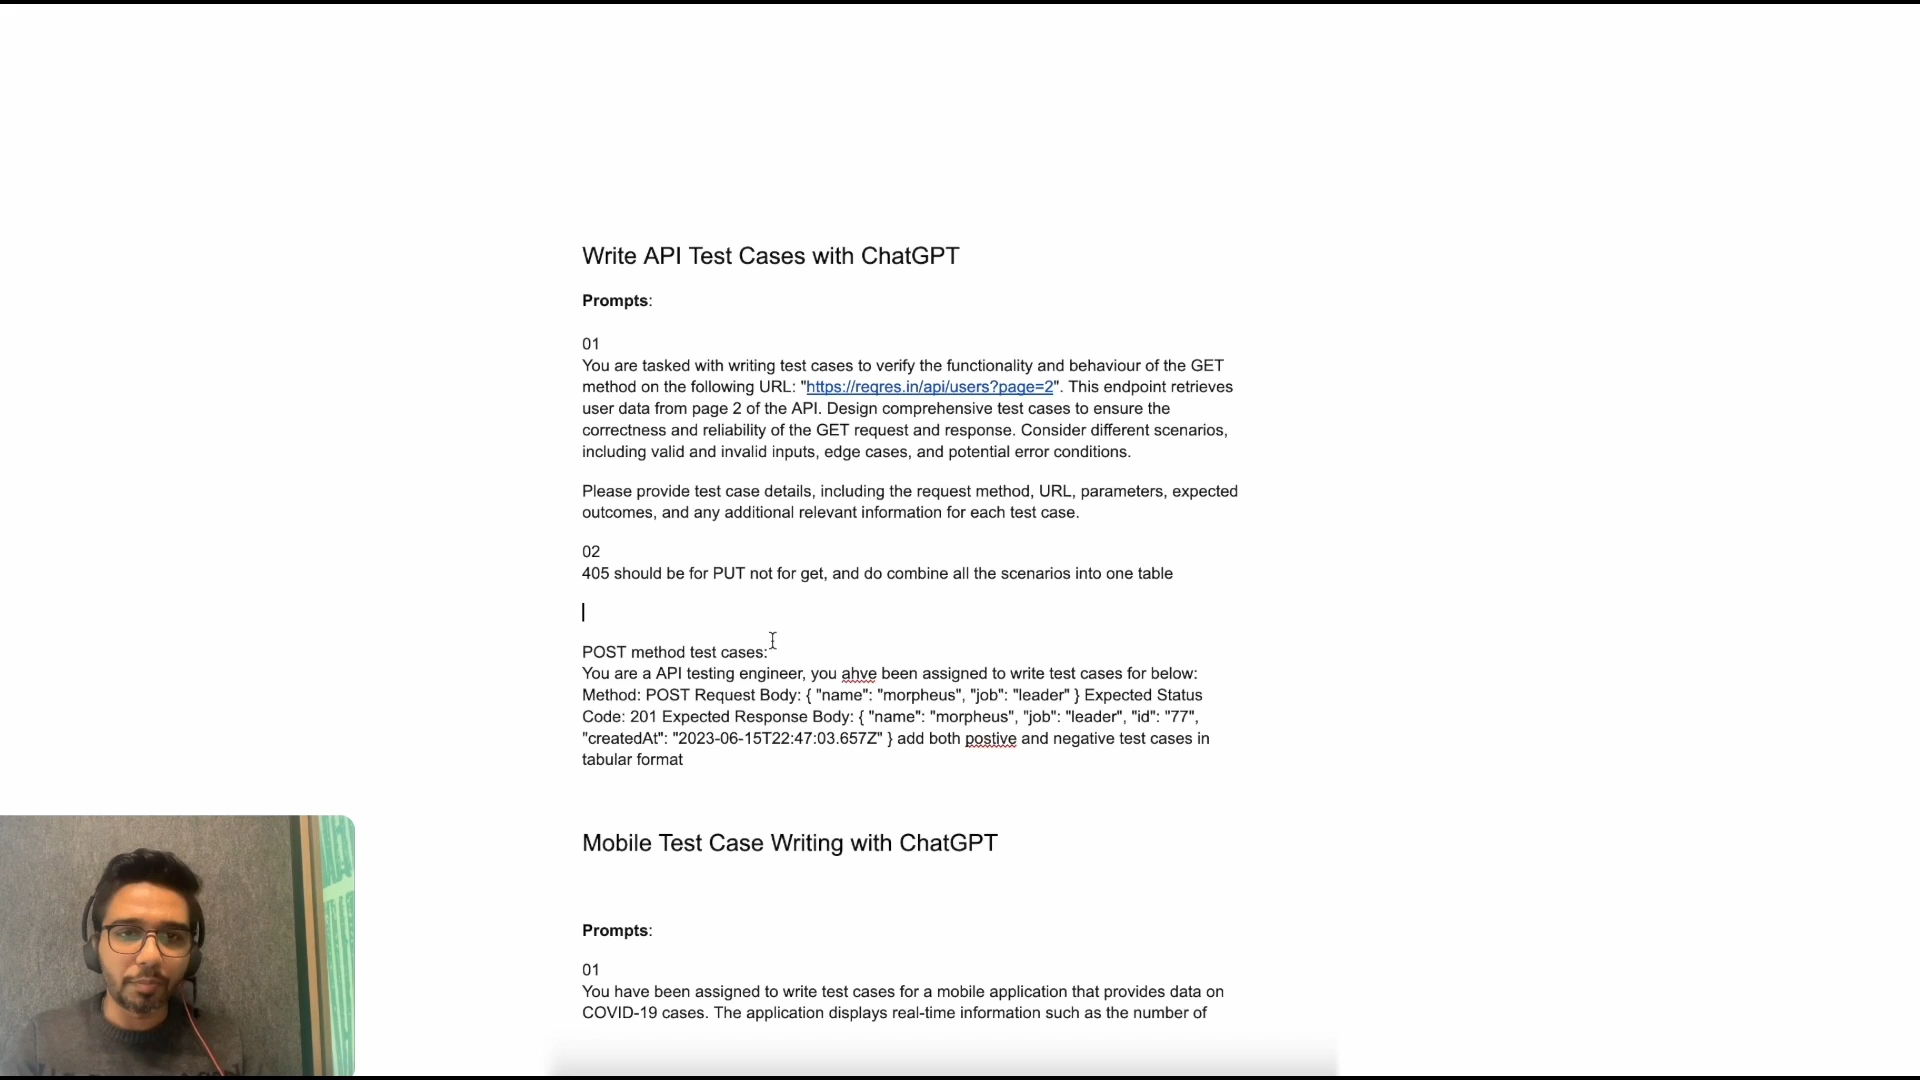 Write API Test Cases with ChatGPT
Prompts:
01
You are tasked with writing test cases to verify the functionality and behaviour of the GET
method on the following URL: "https://reqres.in/api/users?page=2". This endpoint retrieves
user data from page 2 of the API. Design comprehensive test cases to ensure the
correctness and reliability of the GET request and response. Consider different scenarios,
including valid and invalid inputs, edge cases, and potential error conditions.
Please provide test case details, including the request method, URL, parameters, expected
outcomes, and any additional relevant information for each test case.
02
405 should be for PUT not for get, and do combine all the scenarios into one table
POST method test cases:
You are a API testing engineer, you ahve been assigned to write test cases for below:
Method: POST Request Body: { "name": "morpheus", "job": "leader" } Expected Status
Code: 201 Expected Response Body: { "name": "morpheus", "job": "leader", "id": "77",
"createdAt": "2023-06-15T22:47:03.657Z" } add both postive and negative test cases in
tabular format
Mobile Test Case Writing with ChatGPT
Prompts:
01
You have been assigned to write test cases for a mobile application that provides data on
COVID-19 cases. The application displays real-time information such as the number of